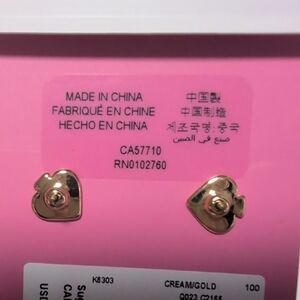 MADE IN CHINA
FABRIQUÉ EN CHINE
HECHO EN CHINA
中国製
中国制造
제조국명:중국
صنع في الصين
CA57710
RN0102760
K8303
CREAM/GOLD
100